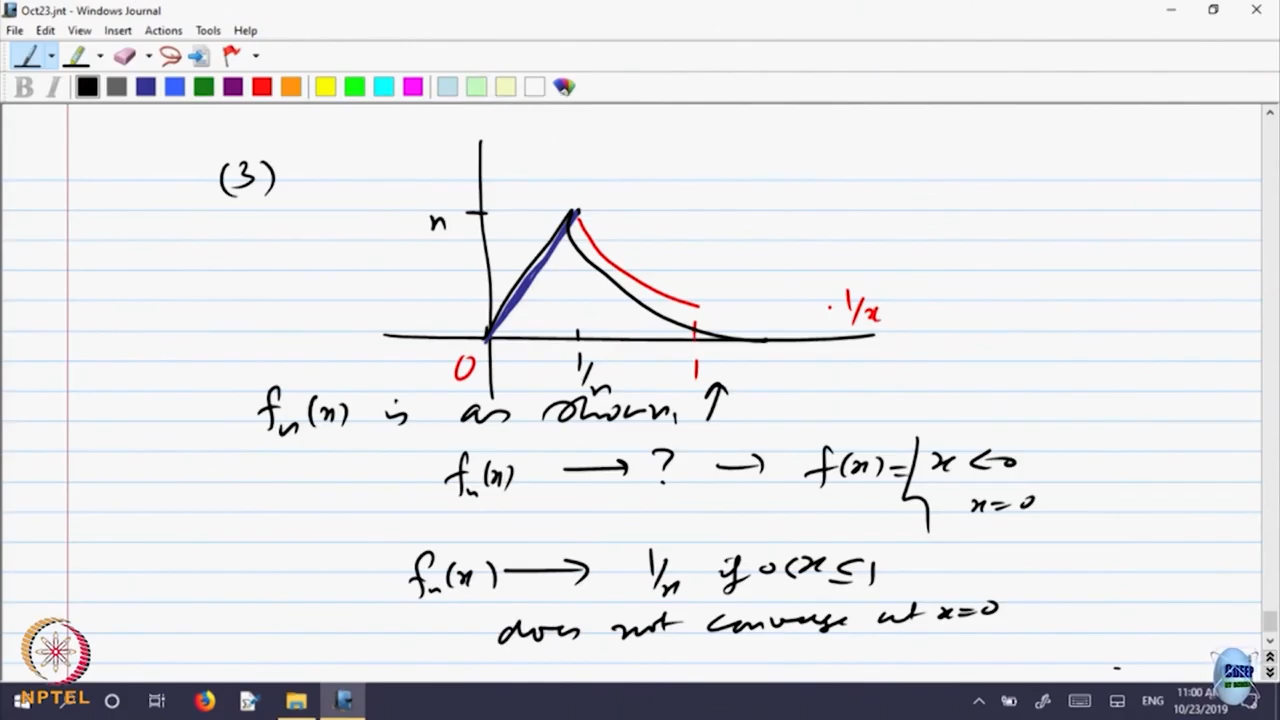 Oct23.jnt - Windows Journal
File Edit View Insert Actions Tools Help
B I
(3)
n
1/x
0 1/n 1
fn(x) is as shown, ↑
fn(x) → ? → f(x) = { x < 0
x = 0
fn(x) → 1/x if 0 < x ≤ 1
does not converge at x=0
NPTEL
ENG
11:00 AM
10/23/2019